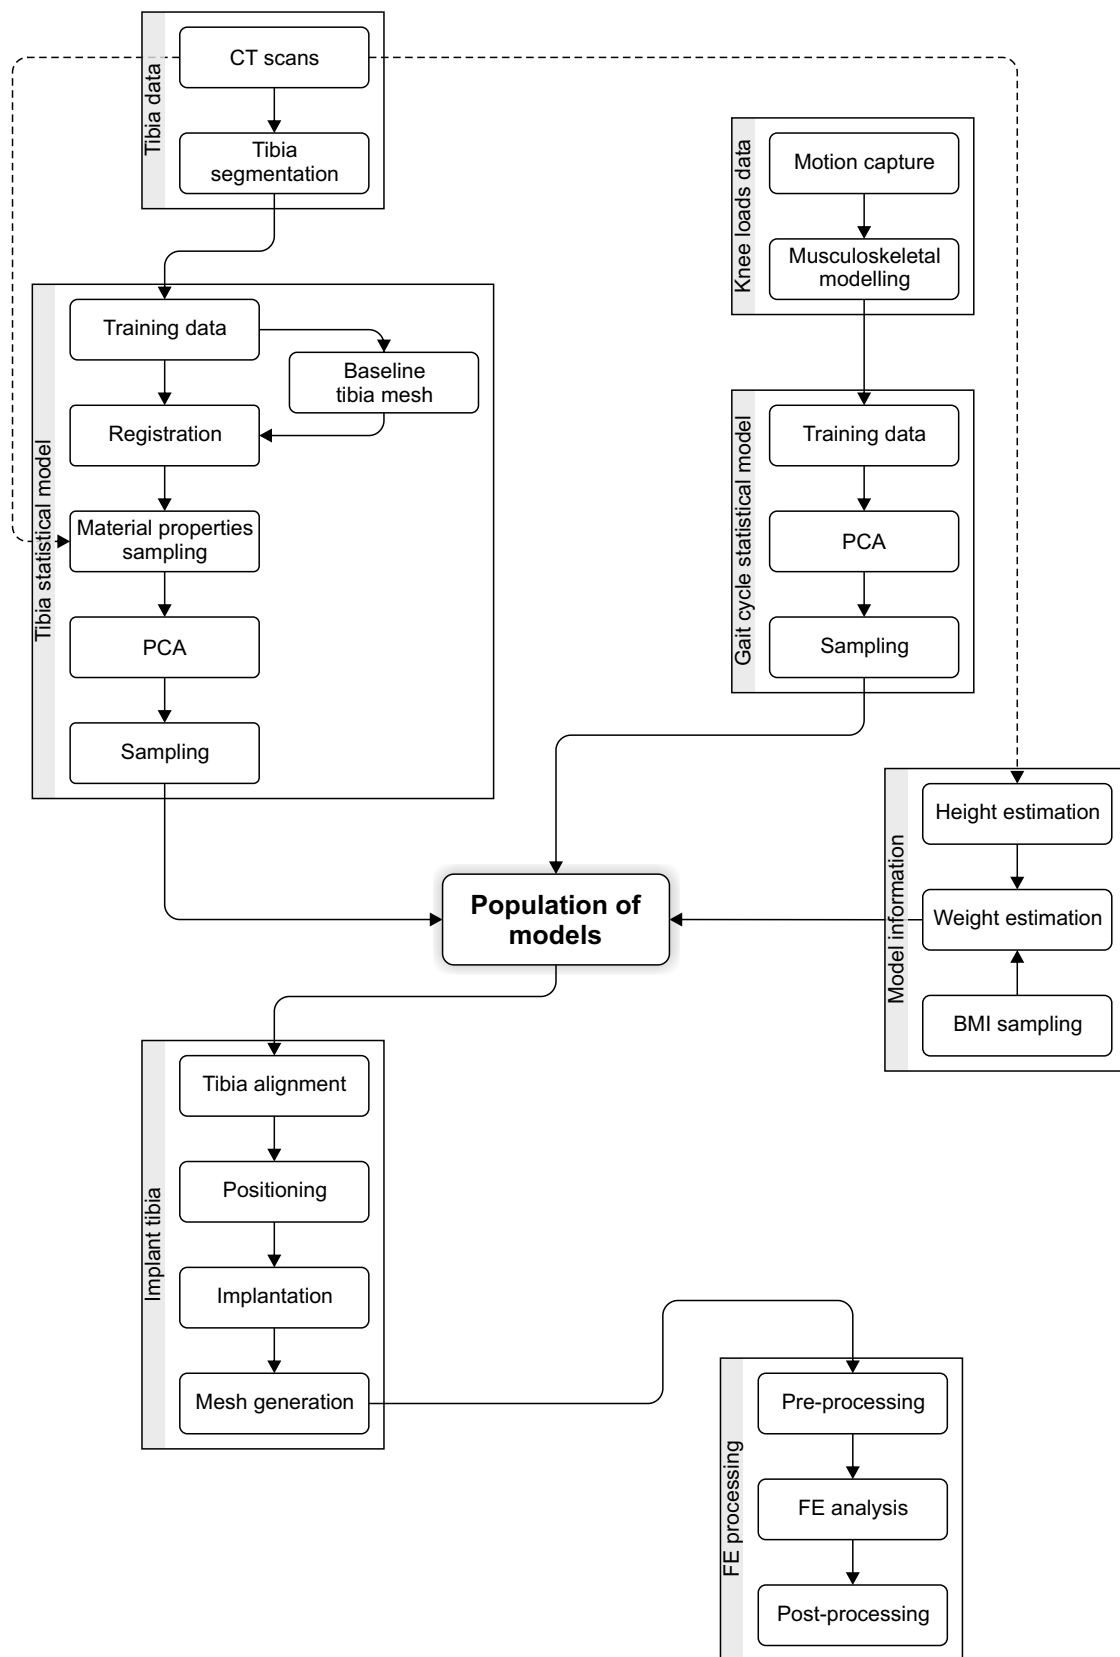 Tibia data
CT scans
Tibia
segmentation
Knee loads data
Motion capture
Musculoskeletal
modelling
Tibia statistical model
Training data
Baseline
tibia mesh
Registration
Material properties
sampling
PCA
Sampling
Gait cycle statistical model
Training data
PCA
Sampling
Model information
Height estimation
Weight estimation
BMI sampling
Population of
models
Implant tibia
Tibia alignment
Positioning
Implantation
Mesh generation
FE processing
Pre-processing
FE analysis
Post-processing